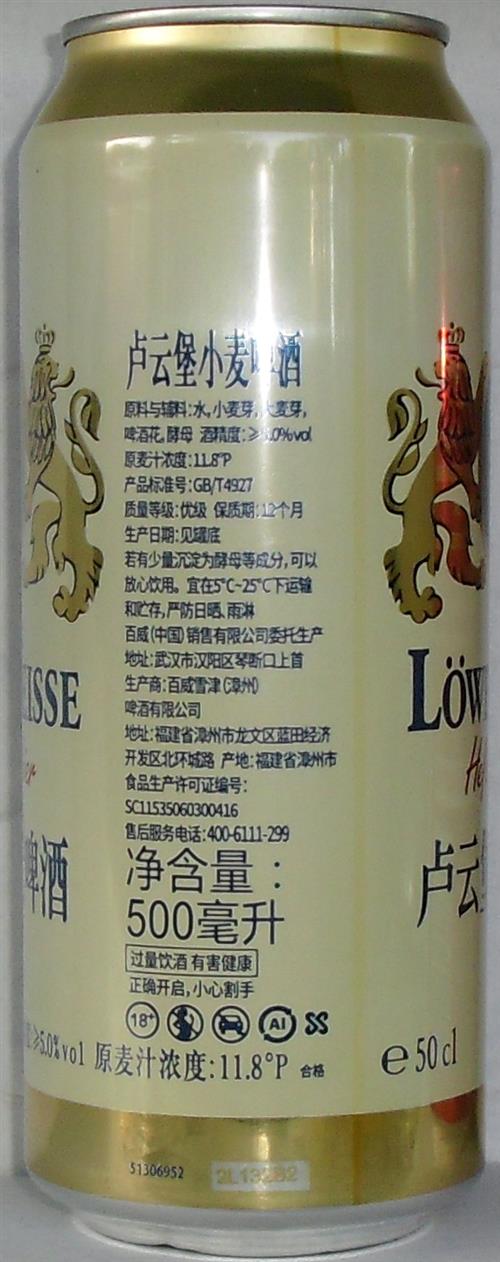 卢云堡小麦啤酒
原料与辅料:水,小麦芽,大麦芽,
啤酒花,酵母 酒精度:≥5.0%vol
原麦汁浓度:11.8°P
产品标准号:GB/T4927
质量等级:优级 保质期:12个月
生产日期:见罐底
若有少量沉淀为酵母等成分,可以
放心饮用。宜在5°C~25°C下运输
和贮存,严防日晒、雨淋
百威(中国)销售有限公司委托生产
地址:武汉市汉阳区琴断口上首
生产商:百威雪津(漳州)
啤酒有限公司
地址:福建省漳州市龙文区蓝田经济
开发区北环城路 产地:福建省漳州市
食品生产许可证编号:
SC11535060300416
售后服务电话:400-6111-299
净含量:
500毫升
过量饮酒 有害健康
正确开启,小心割手
18+
Al
ISSE
er
啤酒
≥5.0%vol 原麦汁浓度:11.8°P 合格
LÖW
He
卢云
e 50 cl
51306952
2L132B2